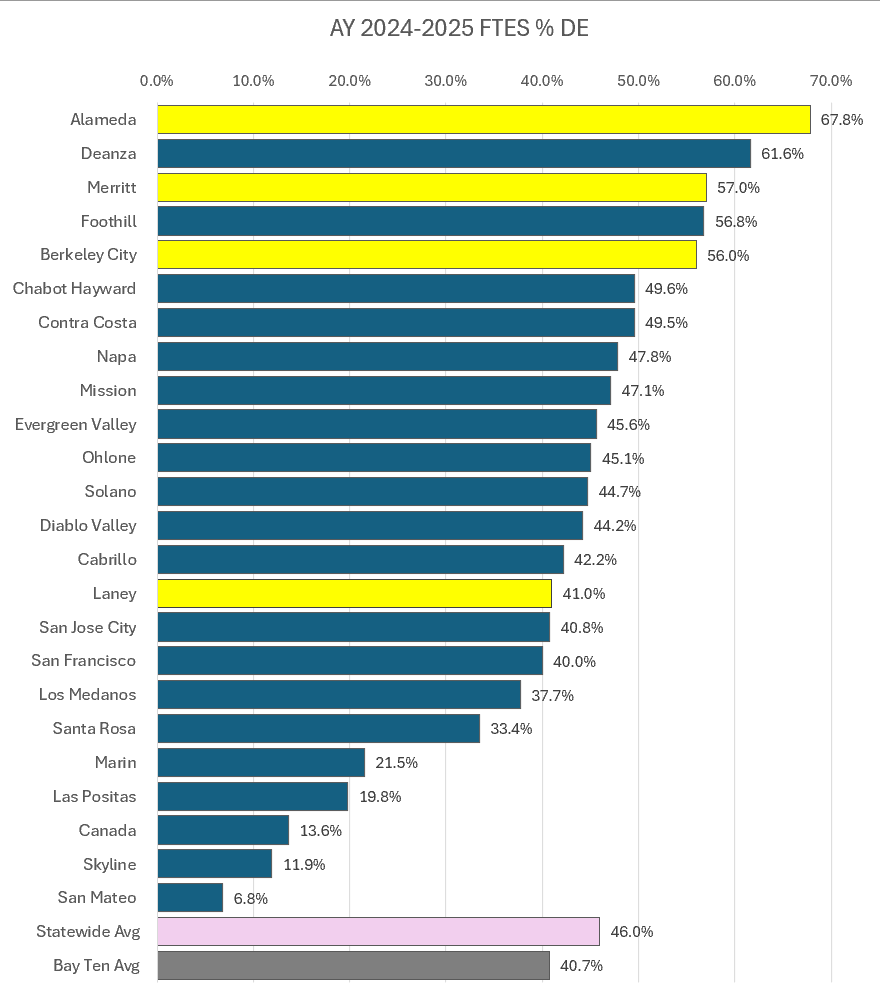 AY 2024-2025 FTES % DE
0.0% 10.0% 20.0% 30.0% 40.0% 50.0% 60.0% 70.0%
Alameda 67.8%
Deanza 61.6%
Merritt 57.0%
Foothill 56.8%
Berkeley City 56.0%
Chabot Hayward 49.6%
Contra Costa 49.5%
Napa 47.8%
Mission 47.1%
Evergreen Valley 45.6%
Ohlone 45.1%
Solano 44.7%
Diablo Valley 44.2%
Cabrillo 42.2%
Laney 41.0%
San Jose City 40.8%
San Francisco 40.0%
Los Medanos 37.7%
Santa Rosa 33.4%
Marin 21.5%
Las Positas 19.8%
Canada 13.6%
Skyline 11.9%
San Mateo 6.8%
Statewide Avg 46.0%
Bay Ten Avg 40.7%